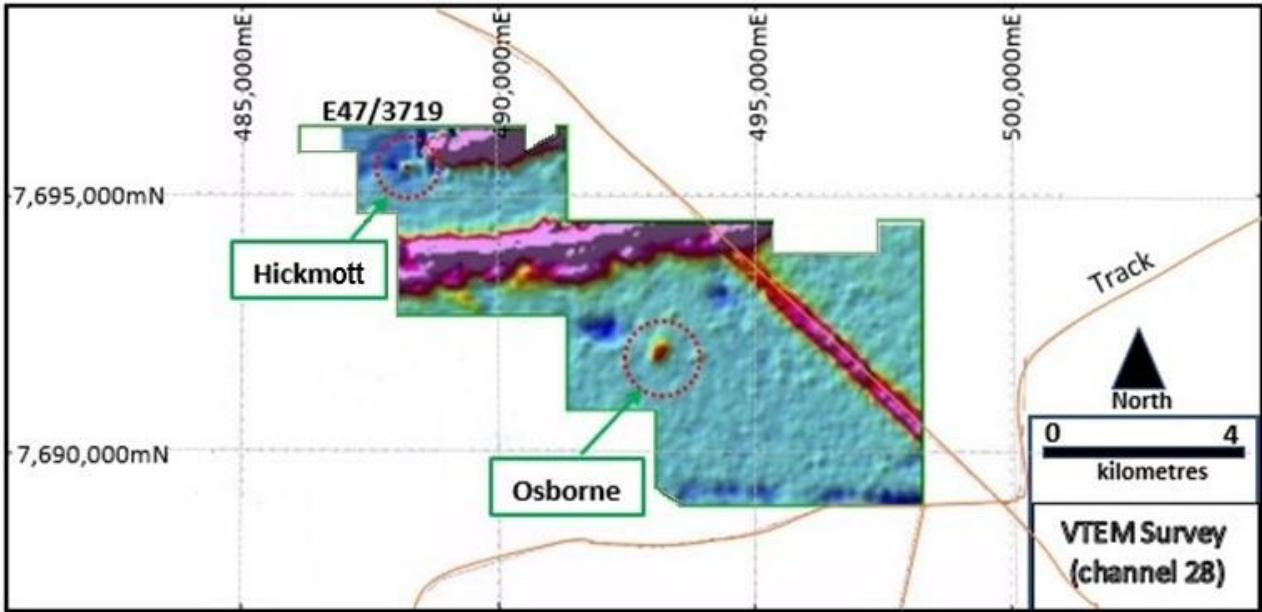 485,000mE
490,000mE
495,000mE
500,000mE
E47/3719
7,695,000mN
Hickmott
Track
North
7,690,000mN
Osborne
0 4
kilometres
VTEM Survey
(channel 28)